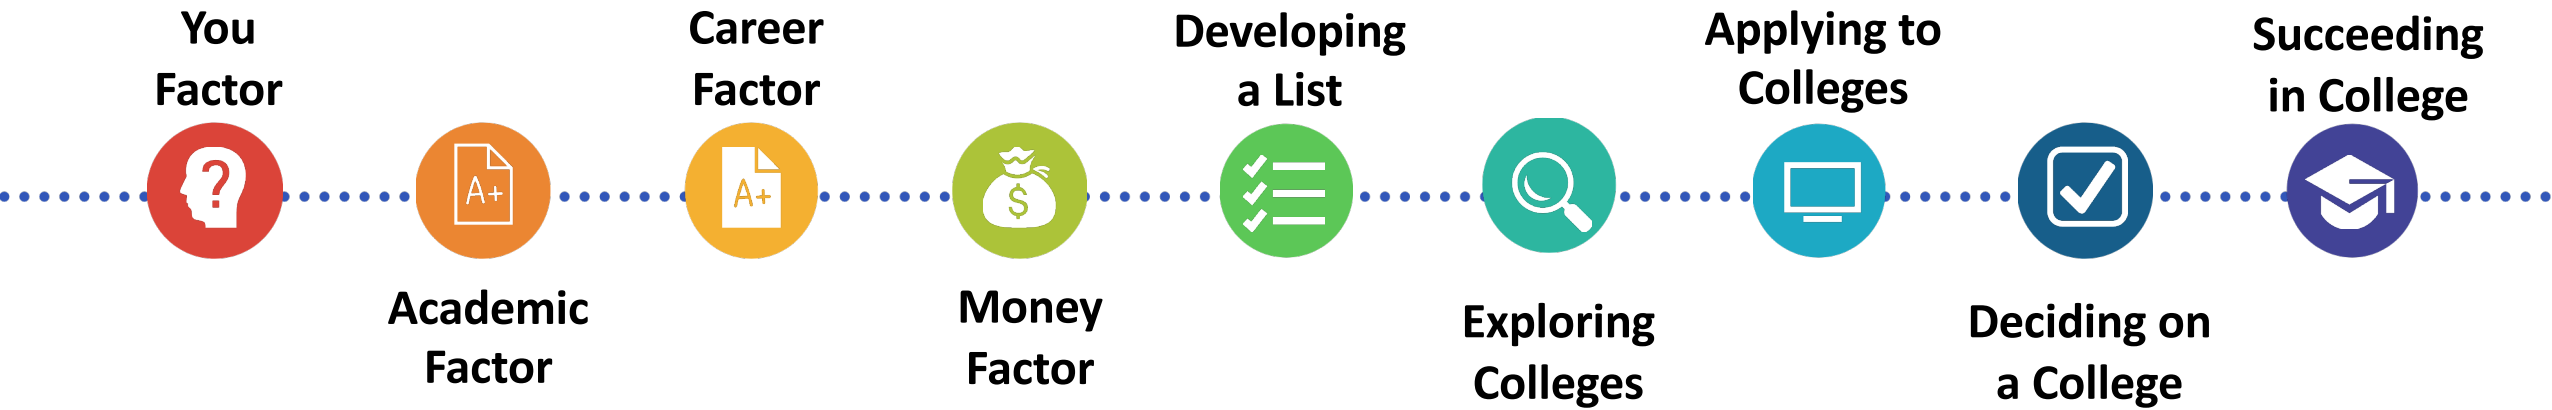 You
Factor
Academic
Factor
A+
Career
Factor
A+
Money
Factor
$
Developing
a List
Exploring
Colleges
Applying to
Colleges
Deciding on
a College
Succeeding
in College
?